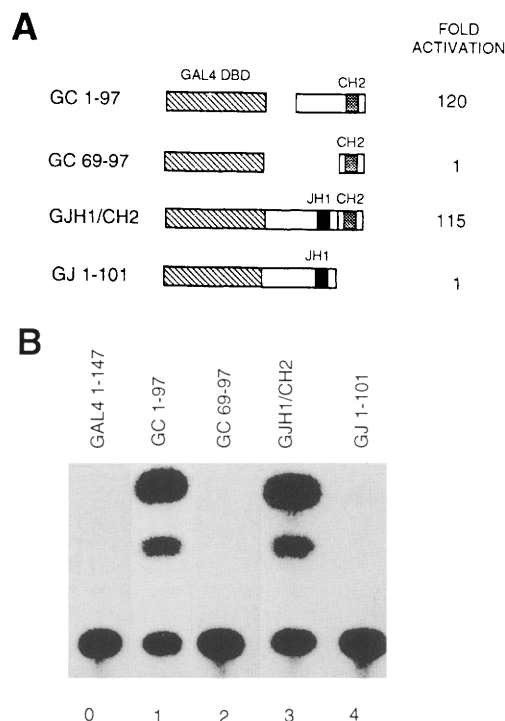 A
FOLD
ACTIVATION
GAL4 DBD
CH2
GC 1-97
120
CH2
GC 69-97
1
JH1 CH2
GJH1/CH2
115
JH1
GJ 1-101
1
B
GAL4 1-147
GC 1-97
GC 69-97
GJH1/CH2
GJ 1-101
0 1 2 3 4